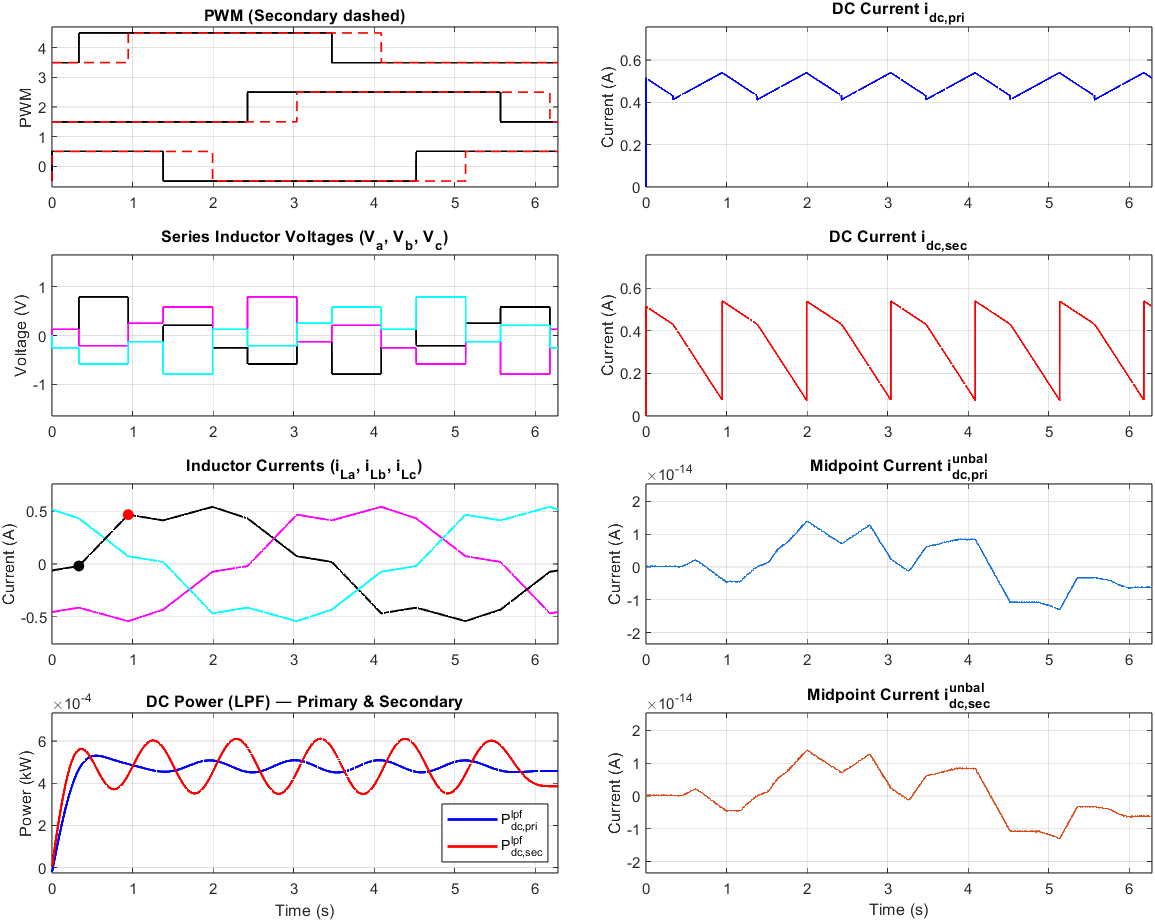 PWM (Secondary dashed)
PWM
4
3
2
1
0
0 1 2 3 4 5 6
DC Current i_dc,pri
Current (A)
0.6
0.4
0.2
0
0 1 2 3 4 5 6
Series Inductor Voltages (V_a, V_b, V_c)
Voltage (V)
1
0
-1
0 1 2 3 4 5 6
DC Current i_dc,sec
Current (A)
0.6
0.4
0.2
0
0 1 2 3 4 5 6
Inductor Currents (i_La, i_Lb, i_Lc)
Current (A)
0.5
0
-0.5
0 1 2 3 4 5 6
Midpoint Current i_dc,pri^unbal
×10^-14
Current (A)
2
1
0
-1
-2
0 1 2 3 4 5 6
DC Power (LPF) — Primary & Secondary
×10^-4
Power (kW)
6
4
2
0
P_dc,pri^lpf
P_dc,sec^lpf
0 1 2 3 4 5 6
Time (s)
Midpoint Current i_dc,sec^unbal
×10^-14
Current (A)
2
1
0
-1
-2
0 1 2 3 4 5 6
Time (s)